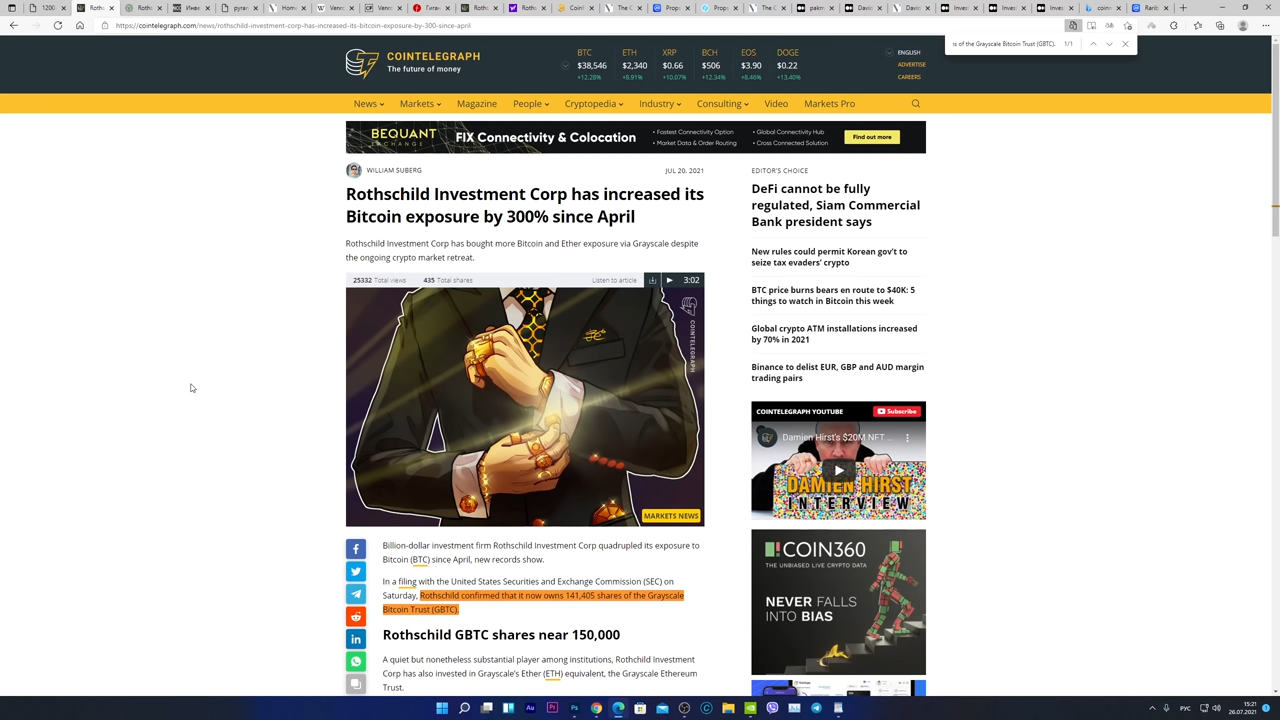 Roths
https://cointelegraph.com/news/rothschild-investment-corp-has-increased-its-bitcoin-exposure-by-300-since-april
is of the Grayscale Bitcoin Trust (GBTC).
1/1
COINTELEGRAPH
The future of money
BTC ETH XRP BCH EOS DOGE
$38,546 $2,340 $0.66 $506 $3.90 $0.22
+12.28% +8.91% +10.07% +12.34% +8.46% +13.40%
ENGLISH
ADVERTISE
CAREERS
News Markets Magazine People Cryptopedia Industry Consulting Video Markets Pro
BEQUANT
EXCHANGE
FIX Connectivity & Colocation
• Fastest Connectivity Option • Global Connectivity Hub
• Market Data & Order Routing • Cross Connected Solution
Find out more
WILLIAM SUBERG JUL 20, 2021
Rothschild Investment Corp has increased its
Bitcoin exposure by 300% since April
Rothschild Investment Corp has bought more Bitcoin and Ether exposure via Grayscale despite
the ongoing crypto market retreat.
25332 Total views 435 Total shares Listen to article 3:02
COINTELEGRAPH
MARKETS NEWS
Billion-dollar investment firm Rothschild Investment Corp quadrupled its exposure to
Bitcoin (BTC) since April, new records show.
In a filing with the United States Securities and Exchange Commission (SEC) on
Saturday, Rothschild confirmed that it now owns 141,405 shares of the Grayscale
Bitcoin Trust (GBTC).
Rothschild GBTC shares near 150,000
A quiet but nonetheless substantial player among institutions, Rothchild Investment
Corp has also invested in Grayscale's Ether (ETH) equivalent, the Grayscale Ethereum
Trust.
EDITOR'S CHOICE
DeFi cannot be fully
regulated, Siam Commercial
Bank president says
New rules could permit Korean gov't to
seize tax evaders' crypto
BTC price burns bears en route to $40K: 5
things to watch in Bitcoin this week
Global crypto ATM installations increased
by 70% in 2021
Binance to delist EUR, GBP and AUD margin
trading pairs
COINTELEGRAPH YOUTUBE
Subscribe
Damien Hirst's $20M NFT ...
DAMIEN HIRST
INTERVIEW
COIN360
THE UNBIASED LIVE CRYPTO DATA
NEVER FALLS
INTO BIAS
РУС
15:21
26.07.2021